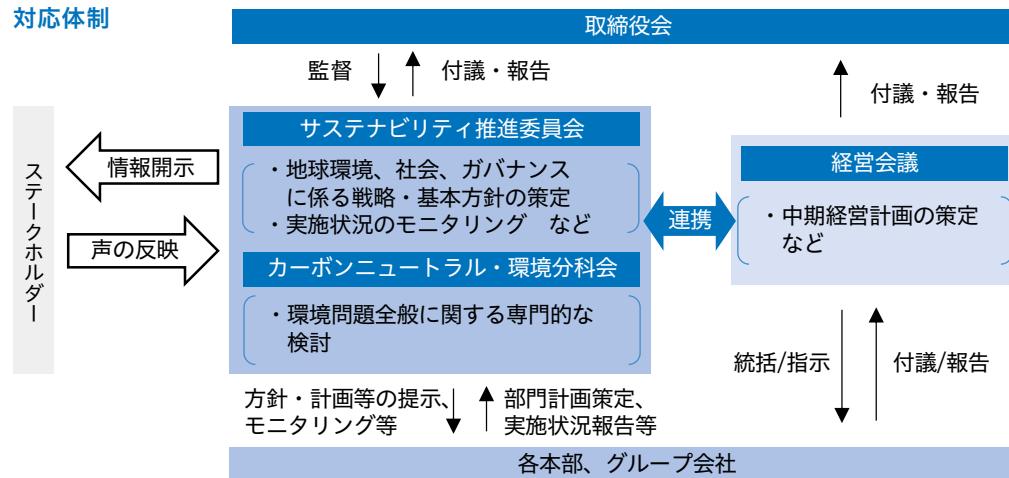 対応体制
取締役会
監督
付議・報告
付議・報告
サステナビリティ推進委員会
・地球環境、社会、ガバナンス
に係る戦略・基本方針の策定
・実施状況のモニタリング　など
カーボンニュートラル・環境分科会
・環境問題全般に関する専門的な
検討
ステークホルダー
情報開示
声の反映
連携
経営会議
・中期経営計画の策定
など
統括/指示
付議/報告
方針・計画等の提示、
モニタリング等
部門計画策定、
実施状況報告等
各本部、グループ会社